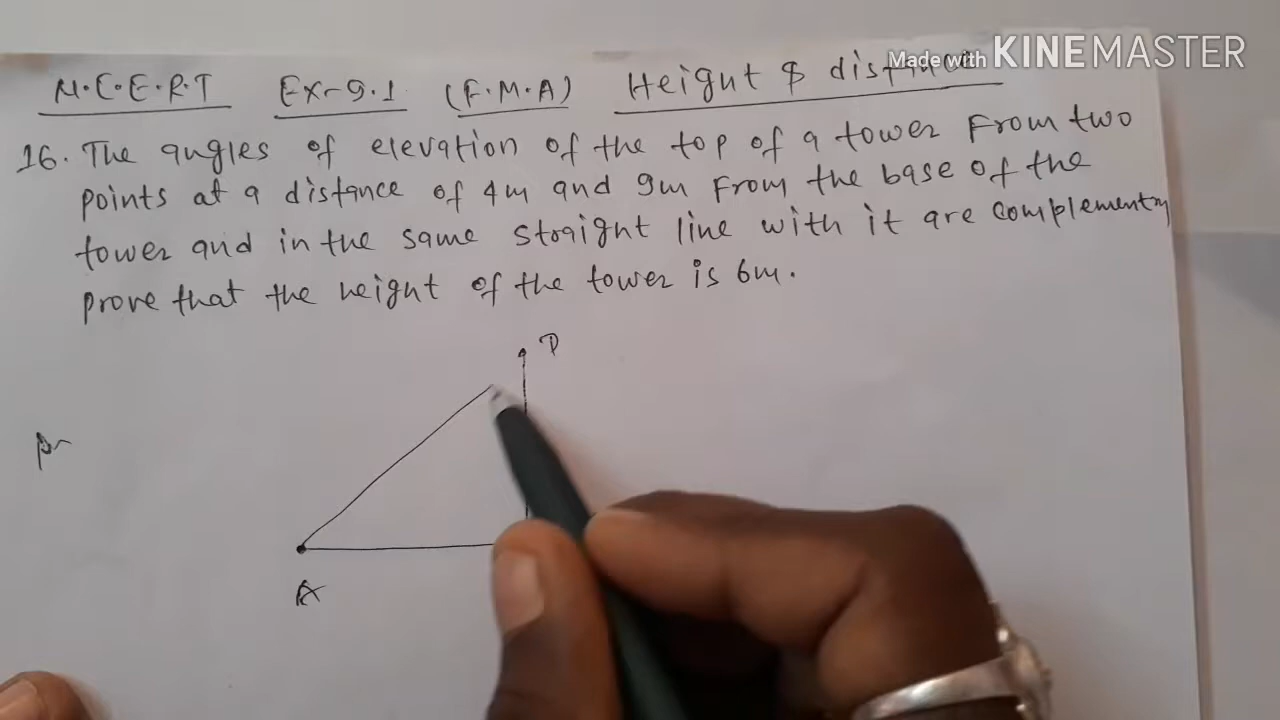 Made with KINEMASTER
N.C.E.R.T Ex-9.1 (F.M.A) Height & distance
16. The angles of elevation of the top of a tower From two
points at a distance of 4m and 9m From the base of the
tower and in the same straight line with it are complementry
prove that the height of the tower is 6m.
D
A